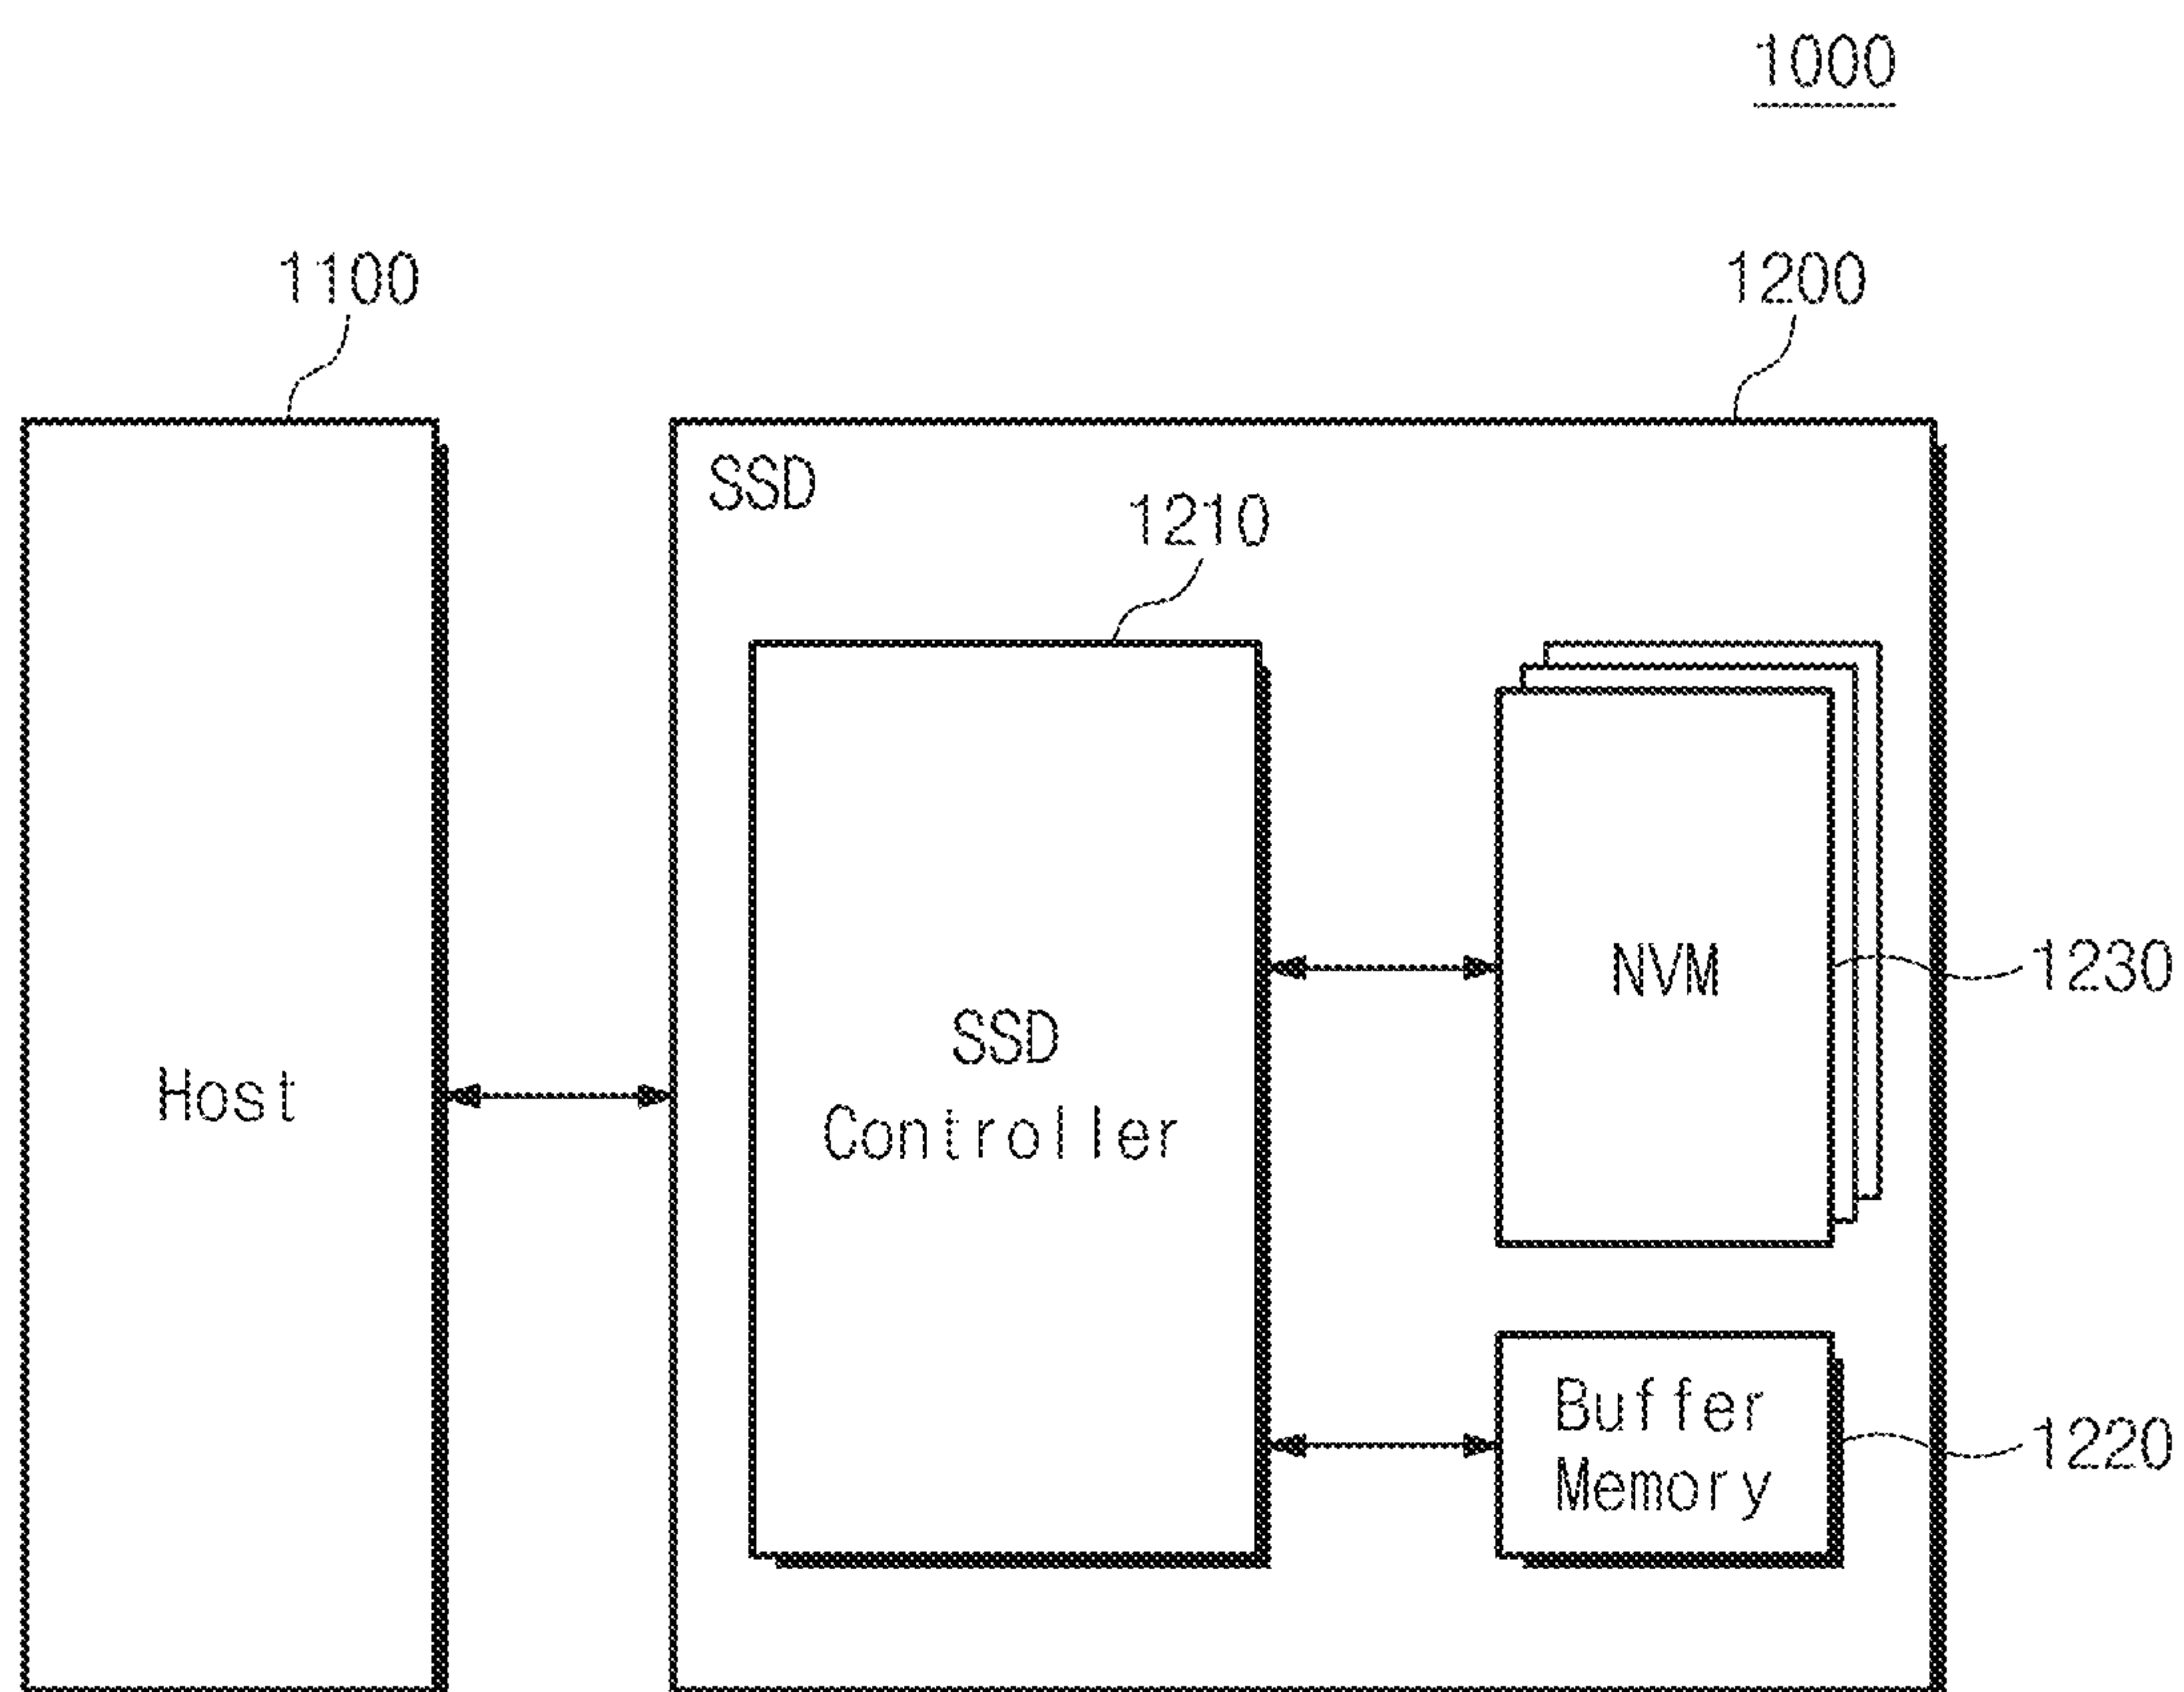 1000
1100
1200
SSD
1210
NVM
1230
SSD
Controller
Host
Buffer
Memory
1220